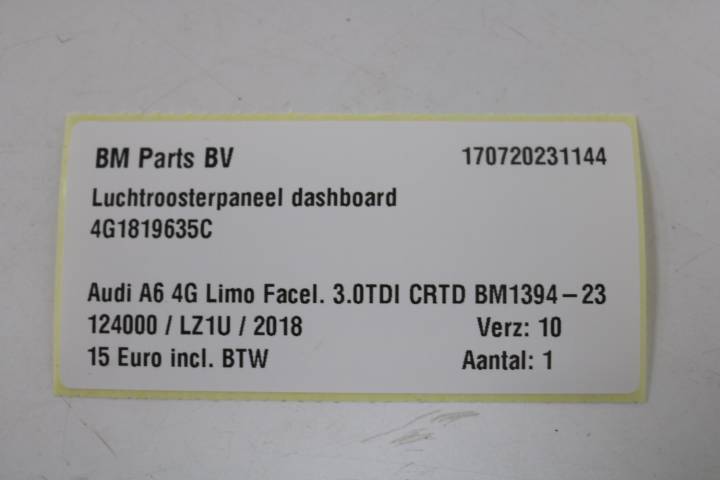 BM Parts BV 170720231144
Luchtroosterpaneel dashboard
4G1819635C
Audi A6 4G Limo Facel. 3.0TDI CRTD BM1394-23
124000 / LZ1U / 2018 Verz: 10
15 Euro incl. BTW Aantal: 1